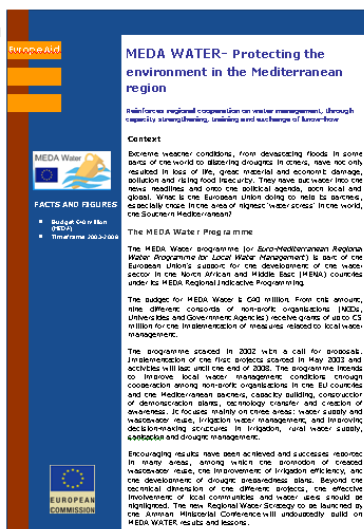 EuropeAid
MEDA WATER– Protecting the
environment in the Mediterranean
region
Reinforces regional cooperation on water management, through
capacity strengthening, training and exchange of know-how
Context
Extreme weather conditions, from devastating floods in some
parts of the world to blistering droughts in others, have not only
resulted in loss of life, great material and economic damage,
pollution and rising food insecurity. They have put water into the
news headlines and onto the political agenda, both local and
global. What is the European Union doing to help its partners,
especially those in the area of highest 'water stress' in the world,
the Southern Mediterranean?
MEDA Water
FACTS AND FIGURES
Budget €40 million
(MEDA)
Timeframe 2003-2008
The MEDA Water Programme
The MEDA Water programme (or Euro-Mediterranean Regional
Water Programme for Local Water Management) is part of the
European Union's support for the development of the water
sector in the North African and Middle East (MENA) countries
under its MEDA Regional Indicative Programming.
The budget for MEDA Water is €40 million. From this amount,
nine different consortia of non-profit organisations (NGOs,
Universities and Government Agencies) receive grants of up to €5
million for the implementation of measures related to local water
management.
The programme started in 2002 with a call for proposals.
Implementation of the first projects started in May 2003 and
activities will last until the end of 2008. The programme intends
to improve local water management conditions through
cooperation among non-profit organisations in the EU countries
and the Mediterranean partners, capacity building, construction
of demonstration plants, technology transfer and creation of
awareness. It focuses mainly on three areas: water supply and
wastewater reuse, irrigation water management, and improving
decision-making structures in irrigation, rural water supply,
sanitation and drought management.
Encouraging results have been achieved and successes reported
in many areas, among which the promotion of treated
wastewater reuse, the improvement of irrigation efficiency, and
the development of drought preparedness plans. Beyond the
technical dimension of the different projects, the effective
involvement of local communities and water users should be
highlighted. The new Regional Water Strategy to be launched by
the Amman Ministerial Conference will undoubtedly build on
MEDA WATER results and lessons.
EUROPEAN
COMMISSION